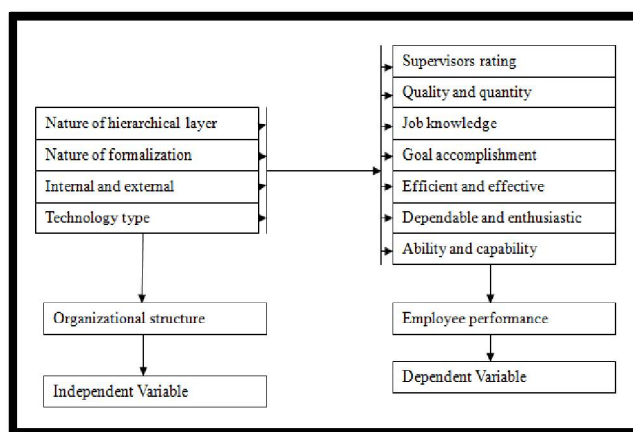 Supervisors rating
Quality and quantity
Job knowledge
Goal accomplishment
Efficient and effective
Dependable and enthusiastic
Ability and capability
Nature of hierarchical layer
Nature of formalization
Internal and external
Technology type
Organizational structure
Employee performance
Independent Variable
Dependent Variable